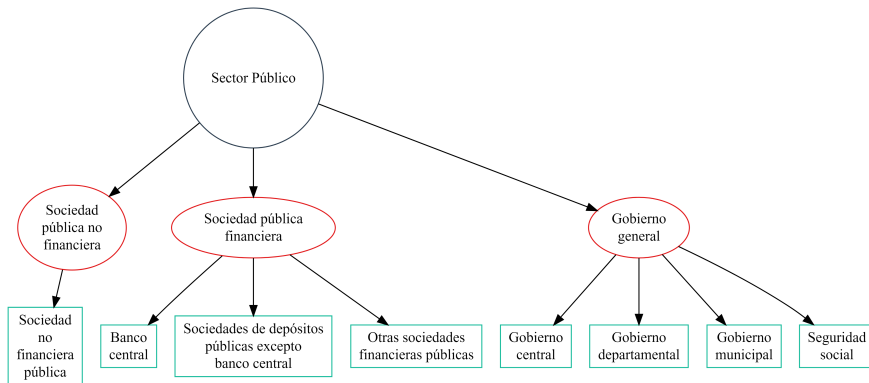 Sector Público
Sociedad
pública no
financiera
Sociedad pública
financiera
Gobierno
general
Sociedad
no
financiera
pública
Banco
central
Sociedades de depósitos
públicas excepto
banco central
Otras sociedades
financieras públicas
Gobierno
central
Gobierno
departamental
Gobierno
municipal
Seguridad
social